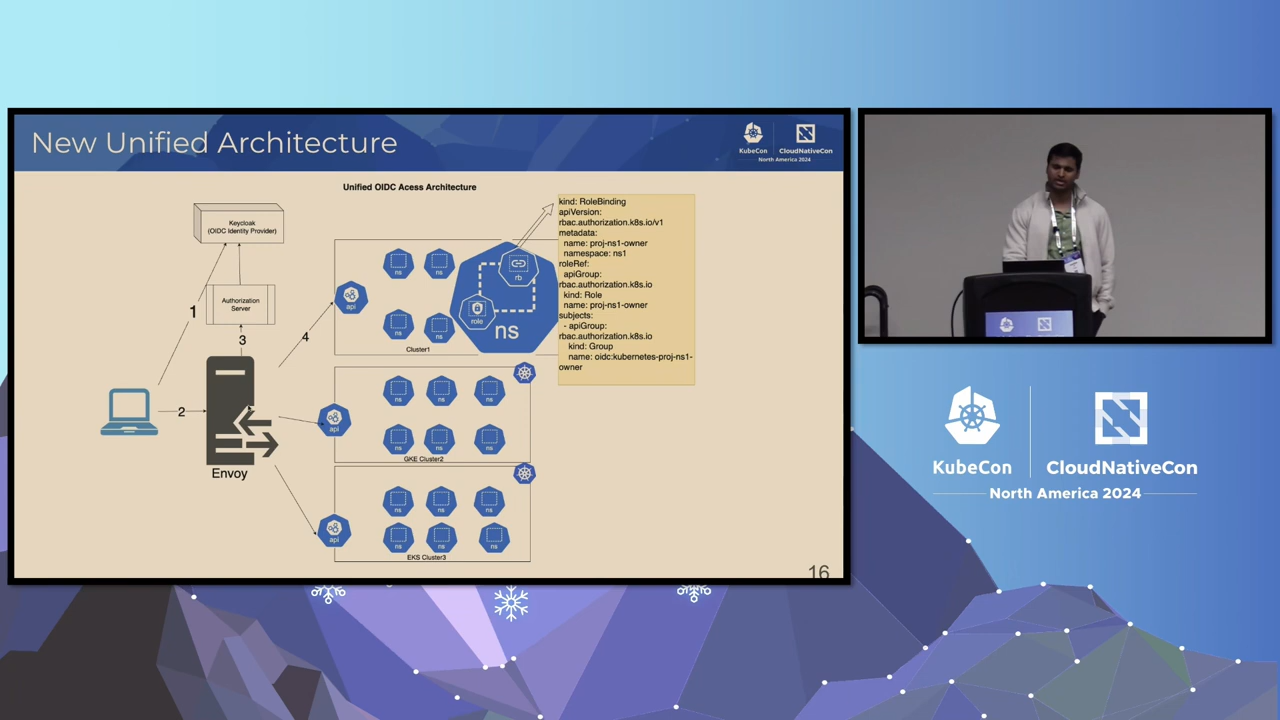 New Unified Architecture
KubeCon
CloudNativeCon
North America 2024
Unified OIDC Acess Architecture
Keycloak
(OIDC Identity Provider)
Authorization
Server
1
2
3
4
Envoy
api
ns
ns
ns
ns
rb
role
ns
Cluster1
kind: RoleBinding
apiVersion:
rbac.authorization.k8s.io/v1
metadata:
name: proj-ns1-owner
namespace: ns1
roleRef:
apiGroup:
rbac.authorization.k8s.io
kind: Role
name: proj-ns1-owner
subjects:
- apiGroup:
rbac.authorization.k8s.io
kind: Group
name: oidc:kubernetes-proj-ns1-
owner
api
ns
ns
ns
ns
ns
ns
GKE Cluster2
api
ns
ns
ns
ns
ns
ns
EKS Cluster3
16
KubeCon
CloudNativeCon
North America 2024